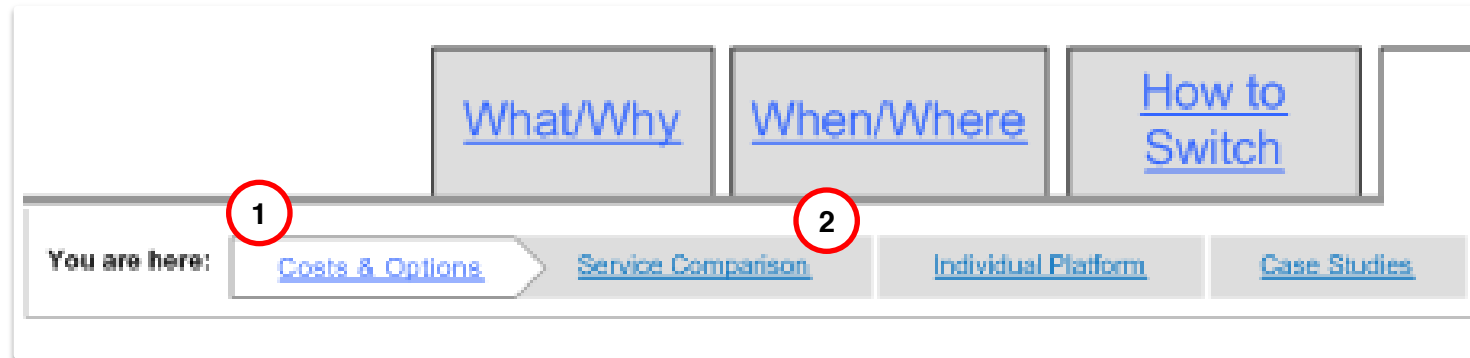 What/Why
When/Where
How to
Switch
1
2
You are here:
Costs & Options
Service Comparison
Individual Platform
Case Studies